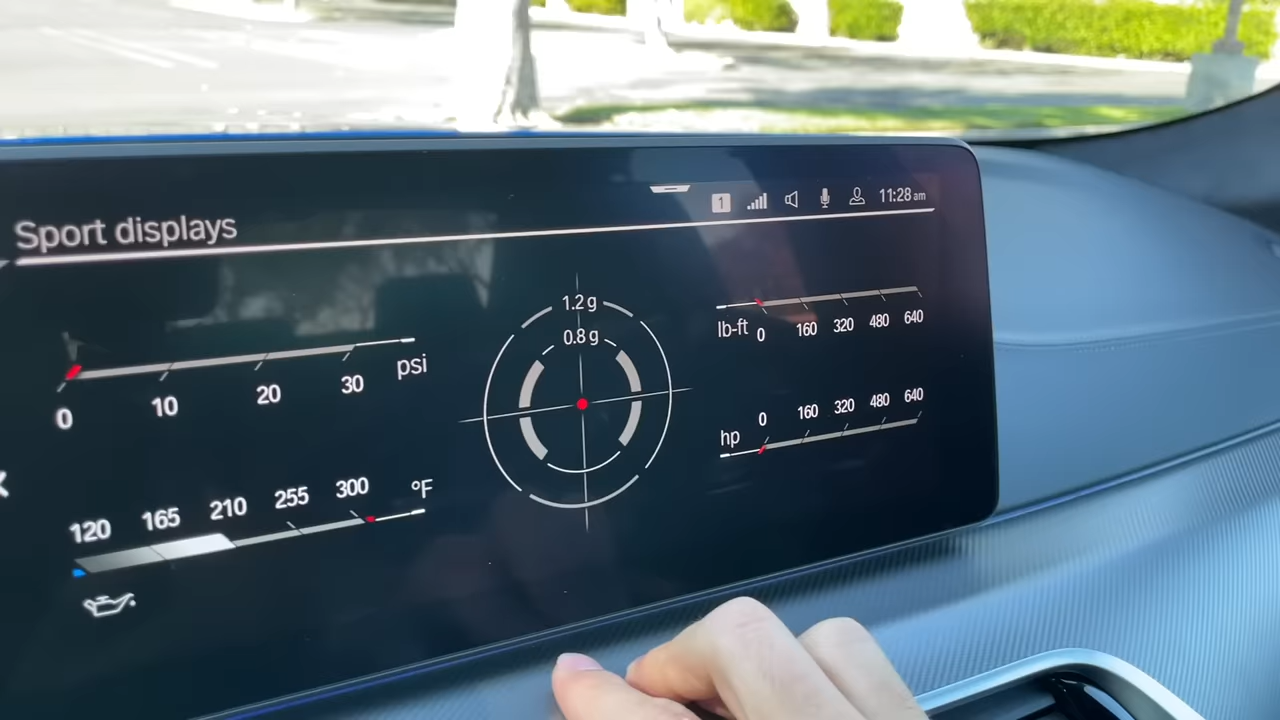 1 11:28 am
Sport displays
1.2 g
0.8 g
psi
0 10 20 30
lb-ft 0 160 320 480 640
hp 0 160 320 480 640
120 165 210 255 300 °F